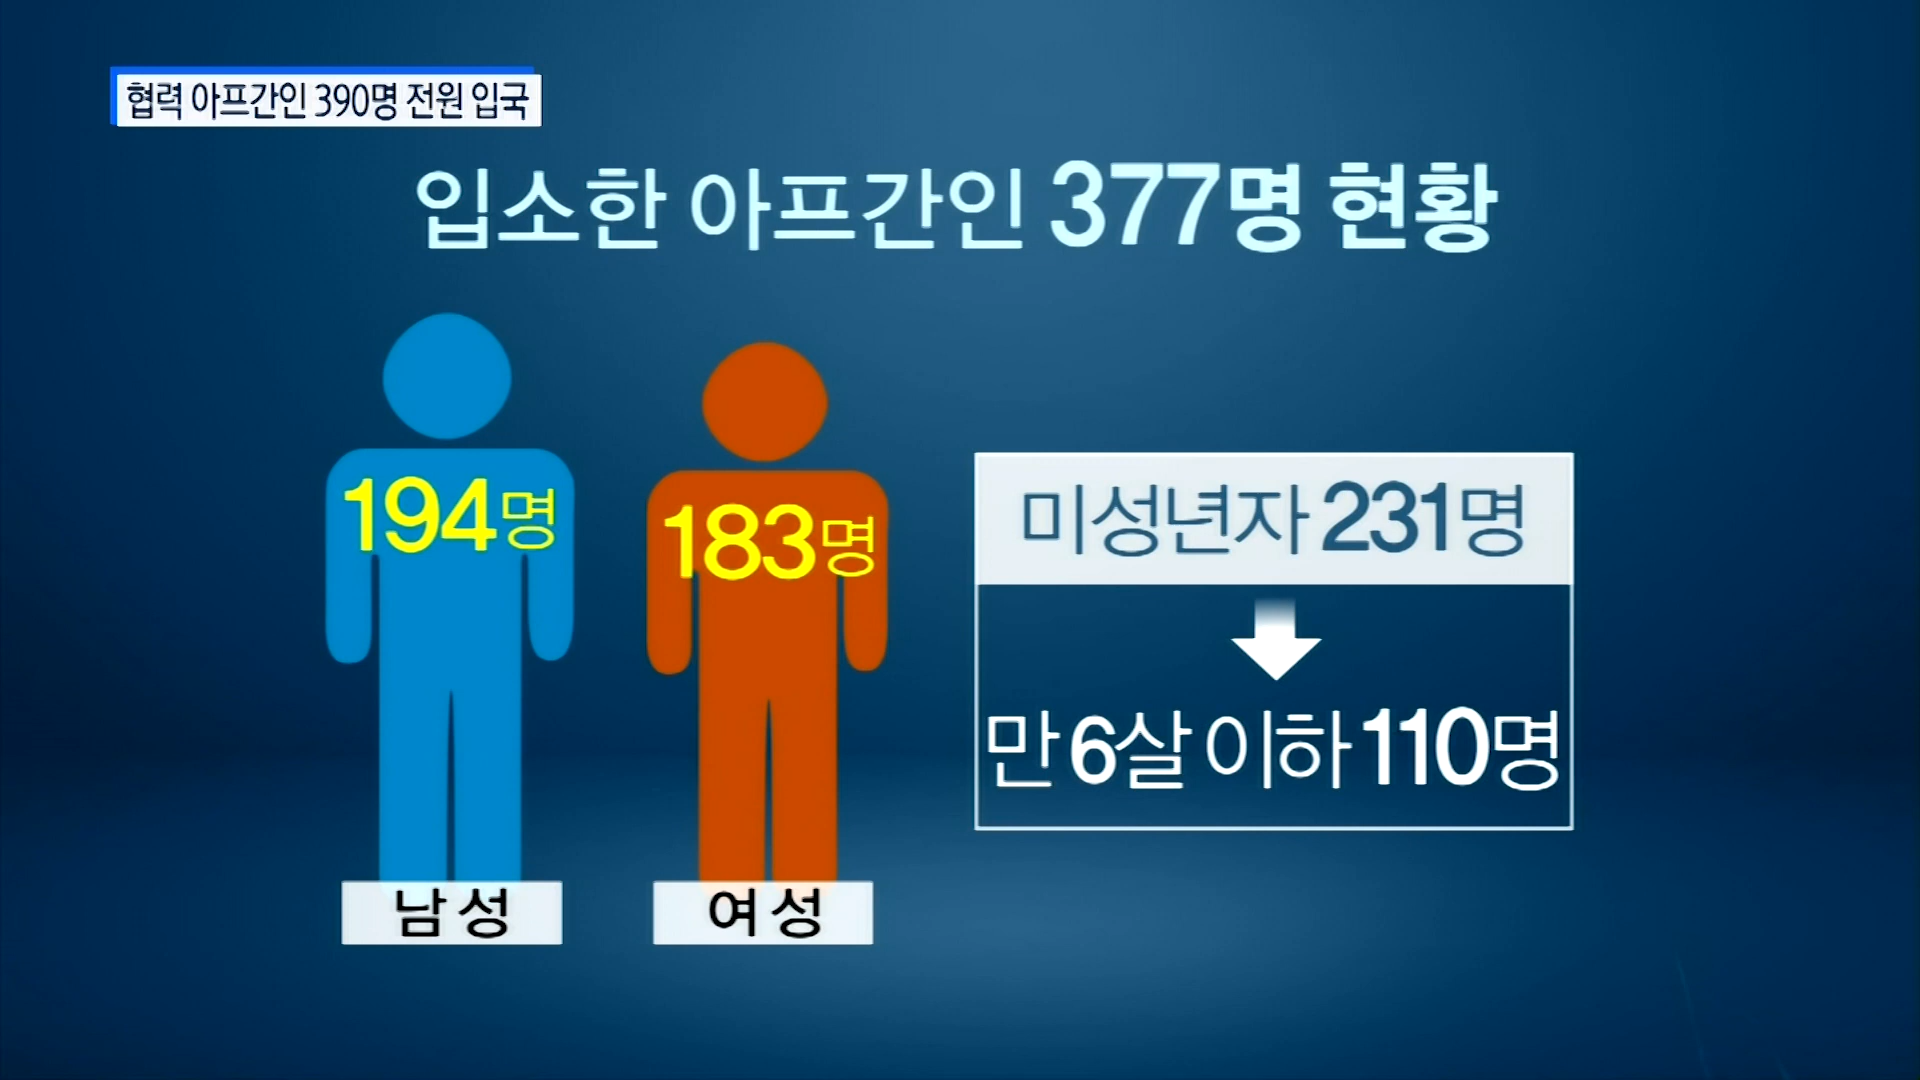 협력 아프간인 390명 전원 입국
입소한 아프간인 377명 현황
194명
183명
미성년자 231명
만 6살 이하 110명
남성
여성